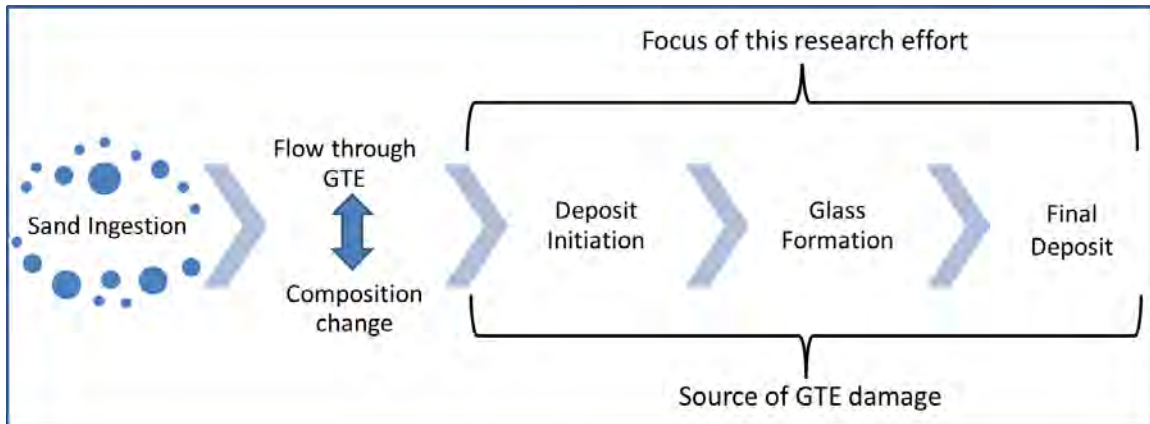 Focus of this research effort
Sand Ingestion
Flow through
GTE
Composition
change
Deposit
Initiation
Glass
Formation
Final
Deposit
Source of GTE damage